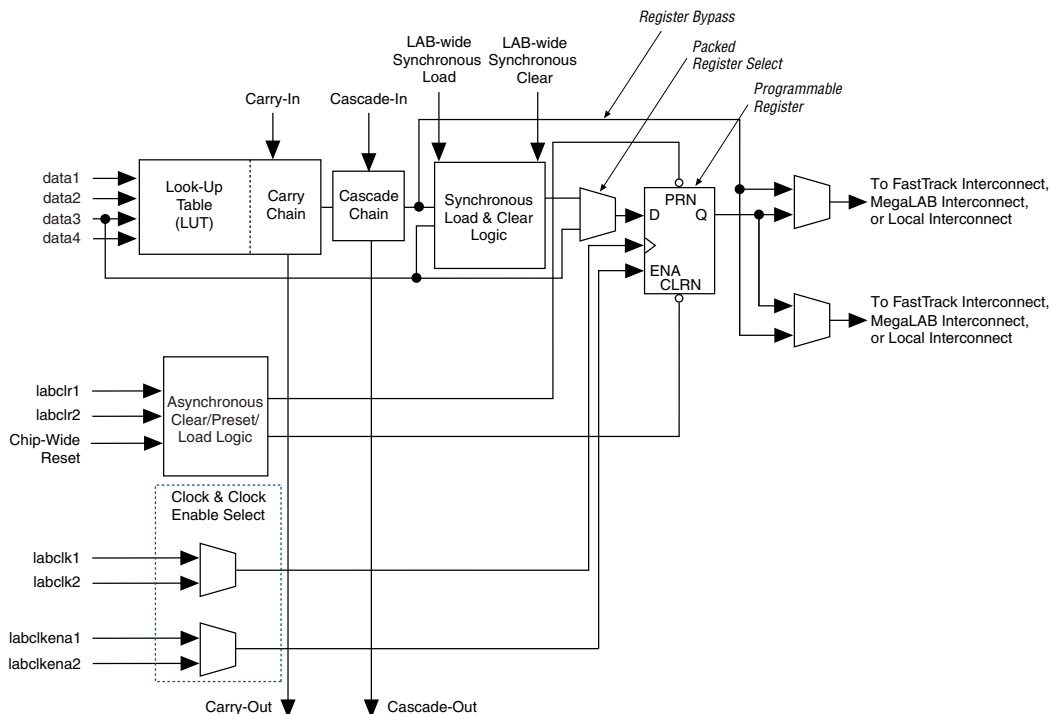 Register Bypass
Packed
Register Select
Programmable
Register
LAB-wide
Synchronous
Load
LAB-wide
Synchronous
Clear
Carry-In
Cascade-In
data1
data2
data3
data4
Look-Up
Table
(LUT)
Carry
Chain
Cascade
Chain
Synchronous
Load & Clear
Logic
PRN
D
Q
ENA
CLRN
To FastTrack Interconnect,
MegaLAB Interconnect,
or Local Interconnect
To FastTrack Interconnect,
MegaLAB Interconnect,
or Local Interconnect
labclr1
labclr2
Chip-Wide
Reset
Asynchronous
Clear/Preset/
Load Logic
Clock & Clock
Enable Select
labclk1
labclk2
labclkena1
labclkena2
Carry-Out
Cascade-Out